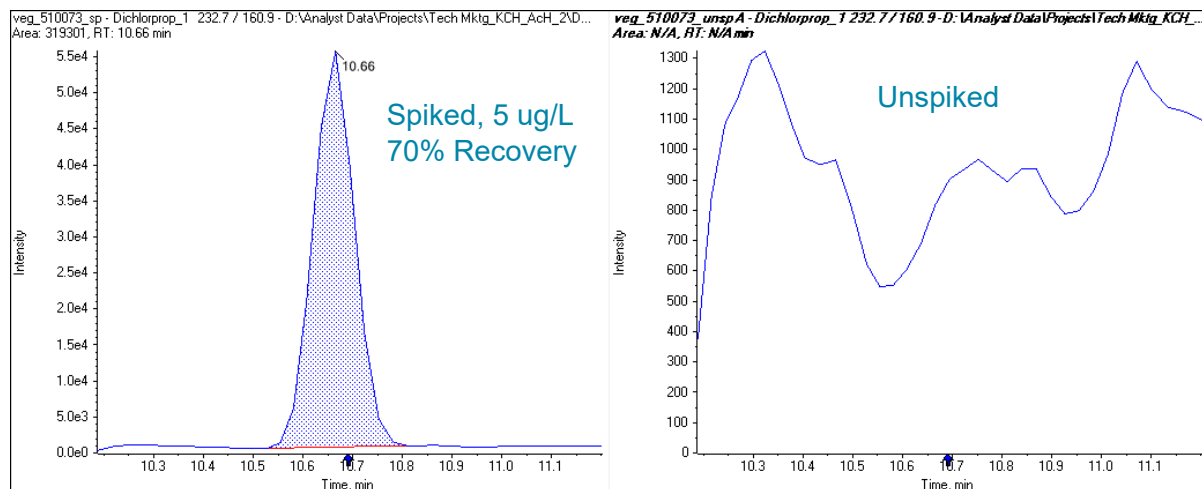 veg_510073_sp - Dichlorprop_1 232.7 / 160.9 - D:\Analyst Data\Projects\Tech Mktg_KCH_AcH_2\D...
Area: 319301, RT: 10.66 min
5.5e4
5.0e4
4.5e4
4.0e4
3.5e4
3.0e4
2.5e4
2.0e4
1.5e4
1.0e4
5.0e3
0.0e0
Intensity
10.66
Spiked, 5 ug/L
70% Recovery
10.3 10.4 10.5 10.6 10.7 10.8 10.9 11.0 11.1
Time, min
veg_510073_unspA - Dichlorprop_1 232.7 / 160.9 - D:\Analyst Data\Projects\Tech Mktg_KCH_...
Area: N/A, RT: N/A min
1300
1200
1100
1000
900
800
700
600
500
400
300
200
100
0
Intensity
Unspiked
10.3 10.4 10.5 10.6 10.7 10.8 10.9 11.0 11.1
Time, min